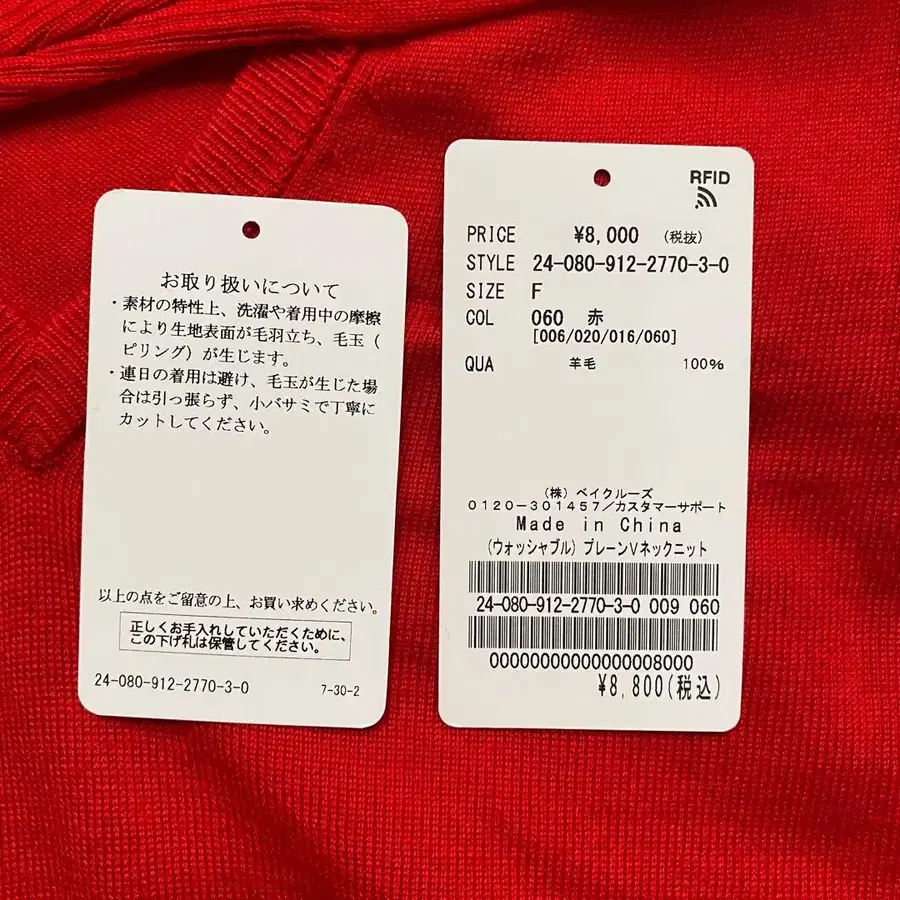 お取り扱いについて
・素材の特性上、洗濯や着用中の摩擦
により生地表面が毛羽立ち、毛玉（
ピリング）が生じます。
・連日の着用は避け、毛玉が生じた場
合は引っ張らず、小バサミで丁寧に
カットしてください。
以上の点をご留意の上、お買い求めください。
正しくお手入れしていただくために、
この下げ札は保管してください。
24-080-912-2770-3-0 7-30-2
RFID
PRICE ¥8,000 (税抜)
STYLE 24-080-912-2770-3-0
SIZE F
COL 060 赤
[006/020/016/060]
QUA 羊毛 100%
(株) ベイクルーズ
0120-301457/カスタマーサポート
Made in China
(ウォッシャブル) プレーンVネックニット
24-080-912-2770-3-0 009 060
00000000000000008000
¥8,800(税込)